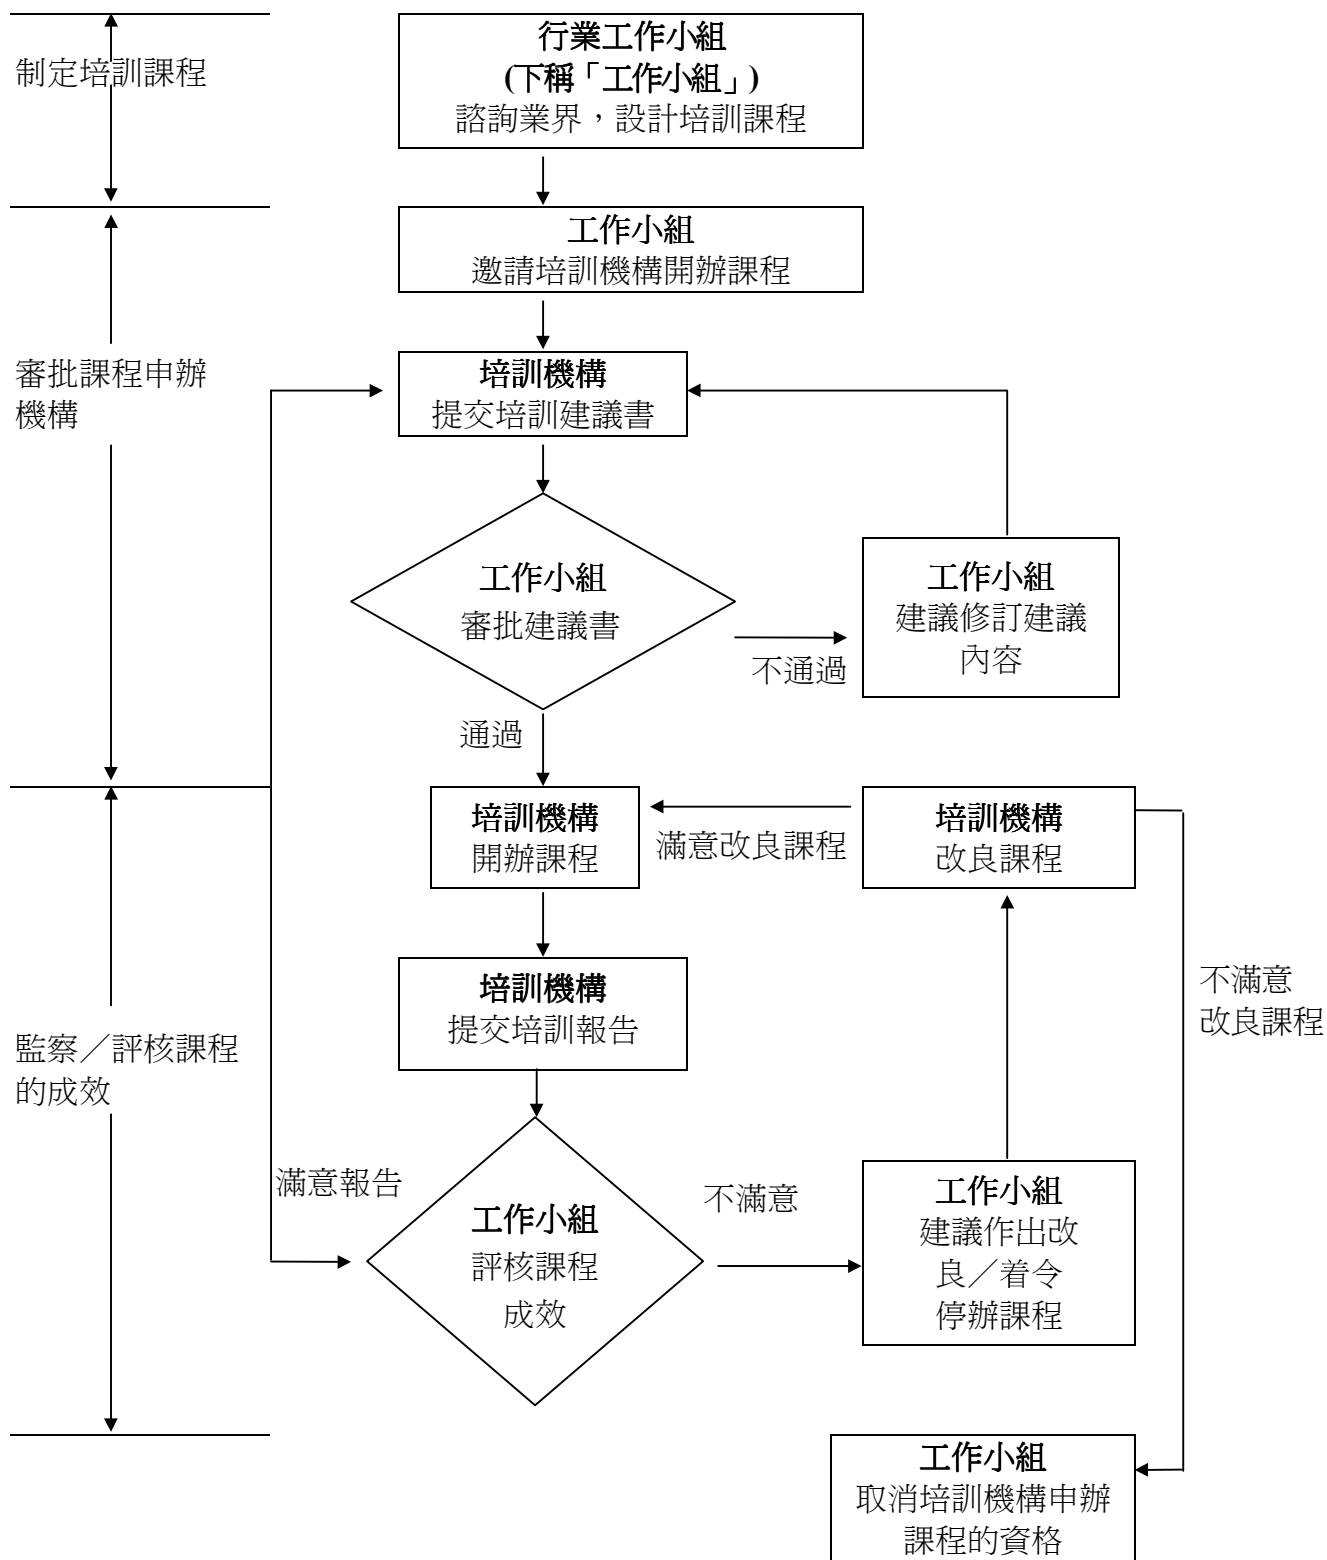 制定培訓課程
行業工作小組
(下稱「工作小組」)
諮詢業界，設計培訓課程
工作小組
邀請培訓機構開辦課程
審批課程申辦
機構
培訓機構
提交培訓建議書
工作小組
審批建議書
不通過
工作小組
建議修訂建議
內容
通過
培訓機構
開辦課程
滿意改良課程
培訓機構
改良課程
不滿意
改良課程
監察／評核課程
的成效
培訓機構
提交培訓報告
滿意報告
工作小組
評核課程
成效
不滿意
工作小組
建議作出改
良／着令
停辦課程
工作小組
取消培訓機構申辦
課程的資格